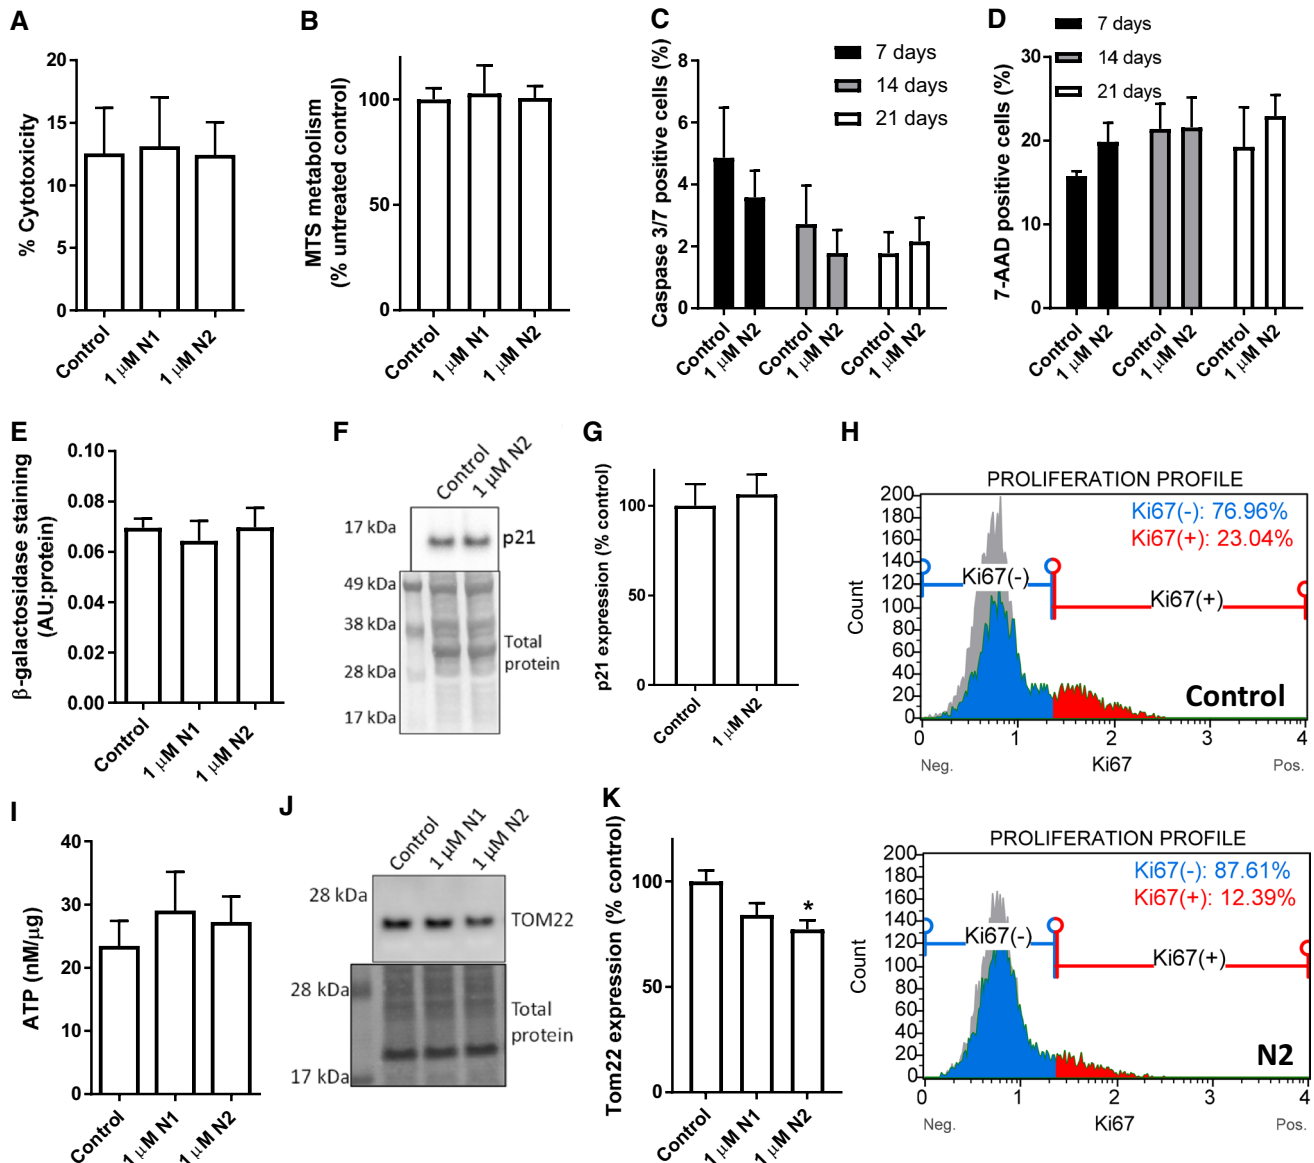 A
% Cytotoxicity
20
15
10
5
0
Control
1 μM N1
1 μM N2
B
MTS metabolism
(% untreated control)
100
50
0
Control
1 μM N1
1 μM N2
C
7 days
14 days
21 days
Caspase 3/7 positive cells (%)
8
6
4
2
0
Control
1 μM N2
Control
1 μM N2
Control
1 μM N2
D
7 days
14 days
21 days
7-AAD positive cells (%)
30
20
10
0
Control
1 μM N2
Control
1 μM N2
Control
1 μM N2
E
β-galactosidase staining
(AU:protein)
0.10
0.08
0.06
0.04
0.02
0.00
Control
1 μM N1
1 μM N2
F
Control
1 μM N2
17 kDa
p21
49 kDa
38 kDa
28 kDa
17 kDa
Total
protein
G
p21 expression (% control)
100
50
0
Control
1 μM N2
H
PROLIFERATION PROFILE
Ki67(-): 76.96%
Ki67(+): 23.04%
Count
200
180
160
140
120
100
80
60
40
20
0
Ki67(-)
Ki67(+)
Control
0 1 2 3 4
Neg. Ki67 Pos.
PROLIFERATION PROFILE
Ki67(-): 87.61%
Ki67(+): 12.39%
Count
200
180
160
140
120
100
80
60
40
20
0
Ki67(-)
Ki67(+)
N2
0 1 2 3 4
Neg. Ki67 Pos.
I
ATP (nM/μg)
40
30
20
10
0
Control
1 μM N1
1 μM N2
J
Control
1 μM N1
1 μM N2
28 kDa
TOM22
28 kDa
17 kDa
Total
protein
K
Tom22 expression (% control)
100
50
0
*
Control
1 μM N1
1 μM N2